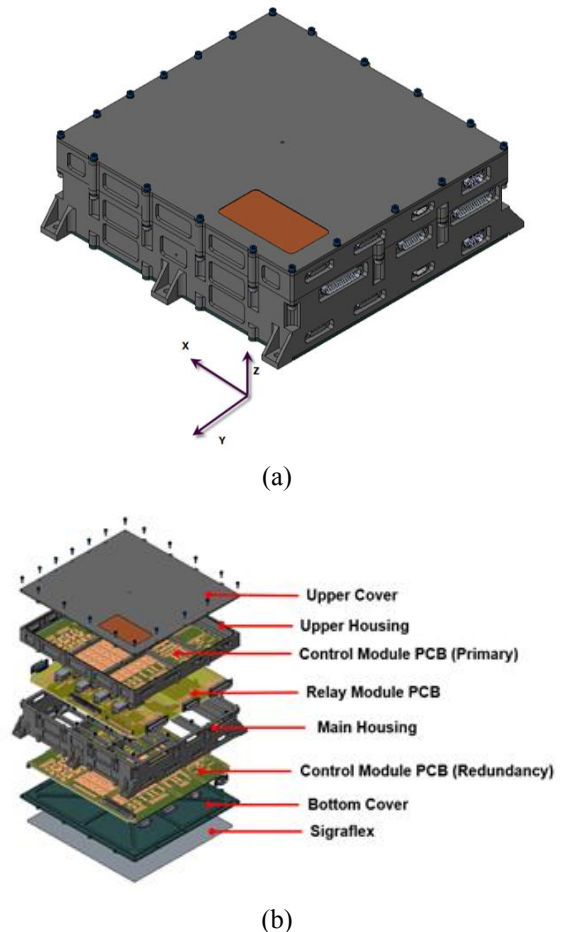 X
Z
Y
(a)
Upper Cover
Upper Housing
Control Module PCB (Primary)
Relay Module PCB
Main Housing
Control Module PCB (Redundancy)
Bottom Cover
Sigraflex
(b)